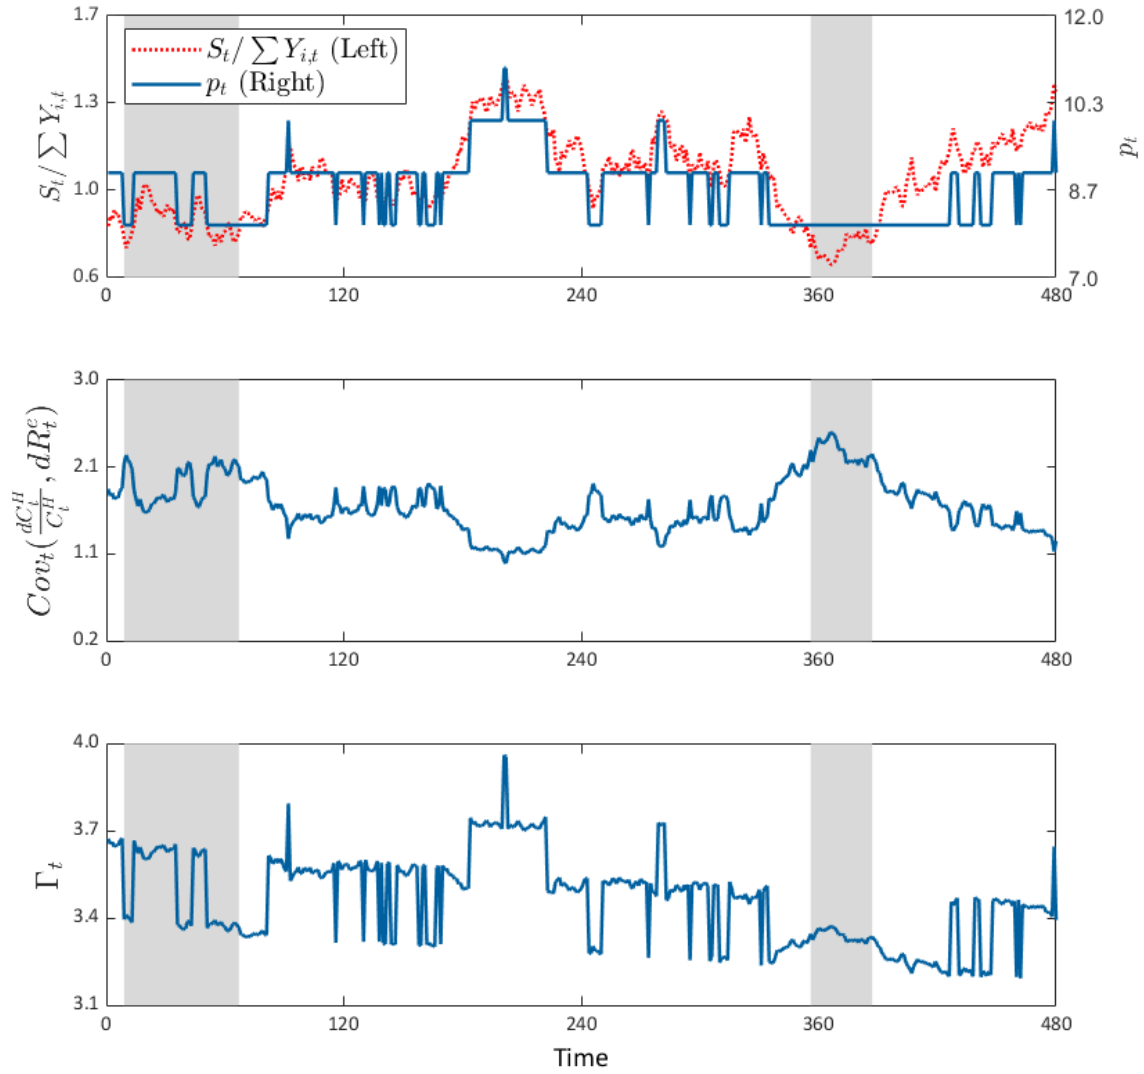 1.7
1.3
1.0
0.6
S_t / ∑ Y_{i,t}
S_t / ∑ Y_{i,t} (Left)
p_t (Right)
12.0
10.3
8.7
7.0
p_t
0 120 240 360 480
3.0
2.1
1.1
0.2
Cov_t(dC_t^H / C_t^H, dR_t^e)
0 120 240 360 480
4.0
3.7
3.4
3.1
Γ_t
0 120 240 360 480
Time